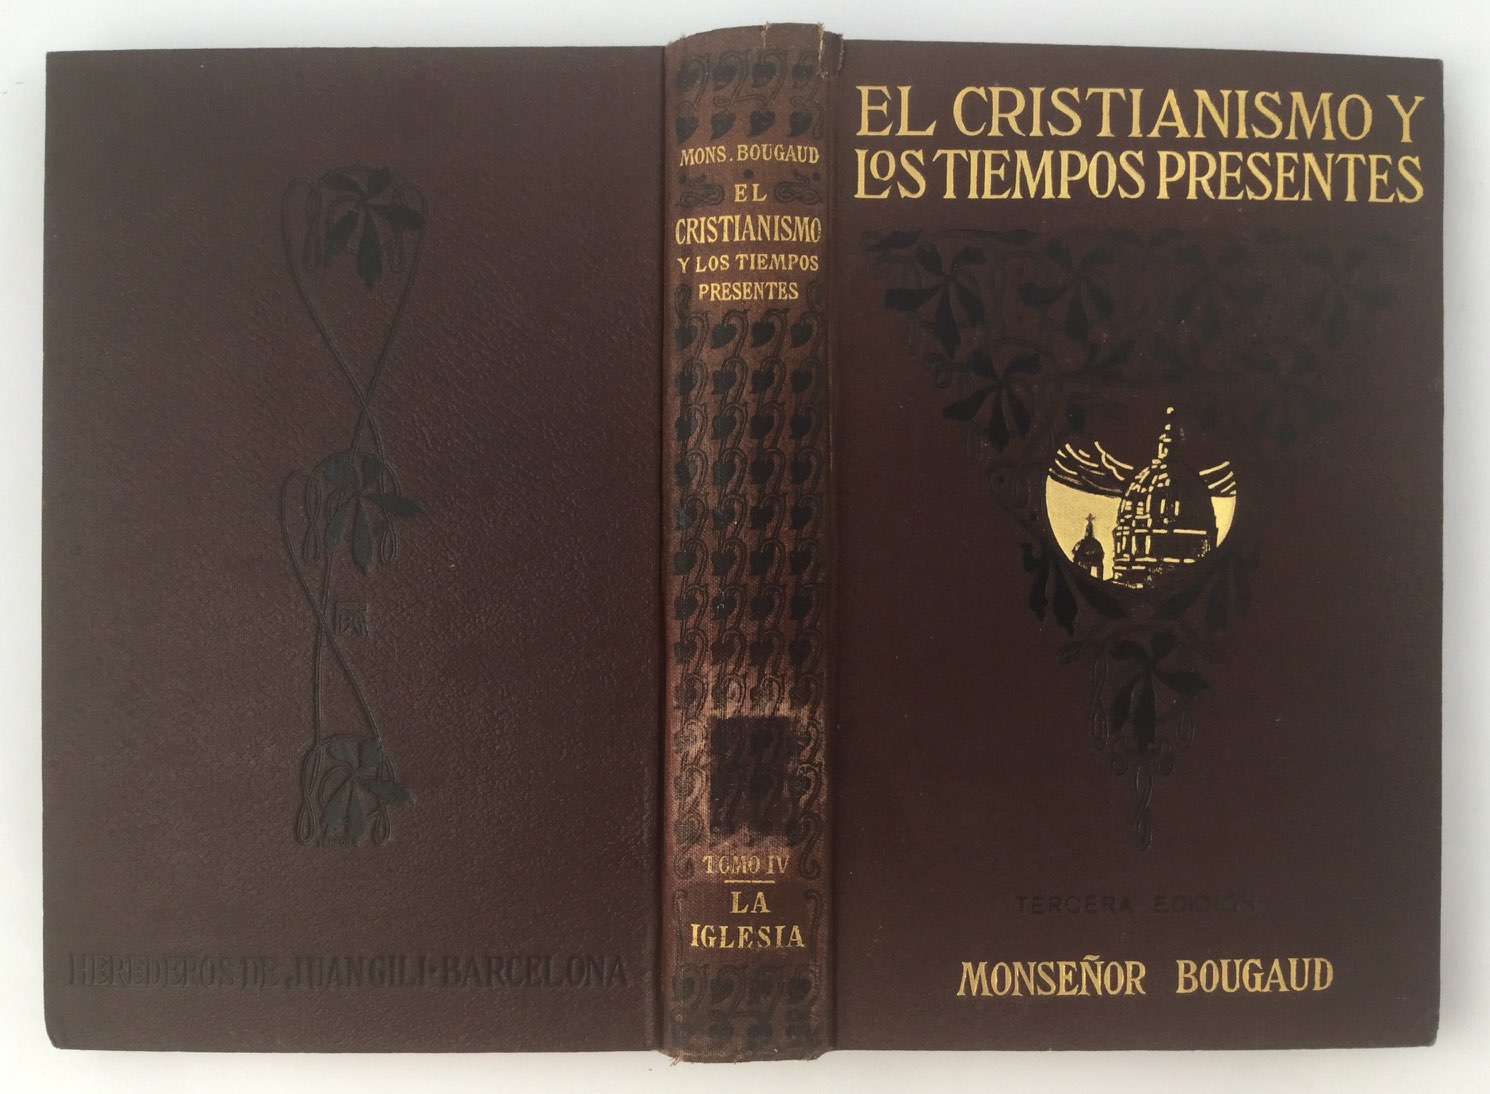 EL CRISTIANISMO Y
LOS TIEMPOS PRESENTES
TERCERA EDICIÓN
MONSEÑOR BOUGAUD
MONS. BOUGAUD
EL
CRISTIANISMO
Y LOS TIEMPOS
PRESENTES
TOMO IV
LA
IGLESIA
HEREDEROS DE JUAN GILI·BARCELONA